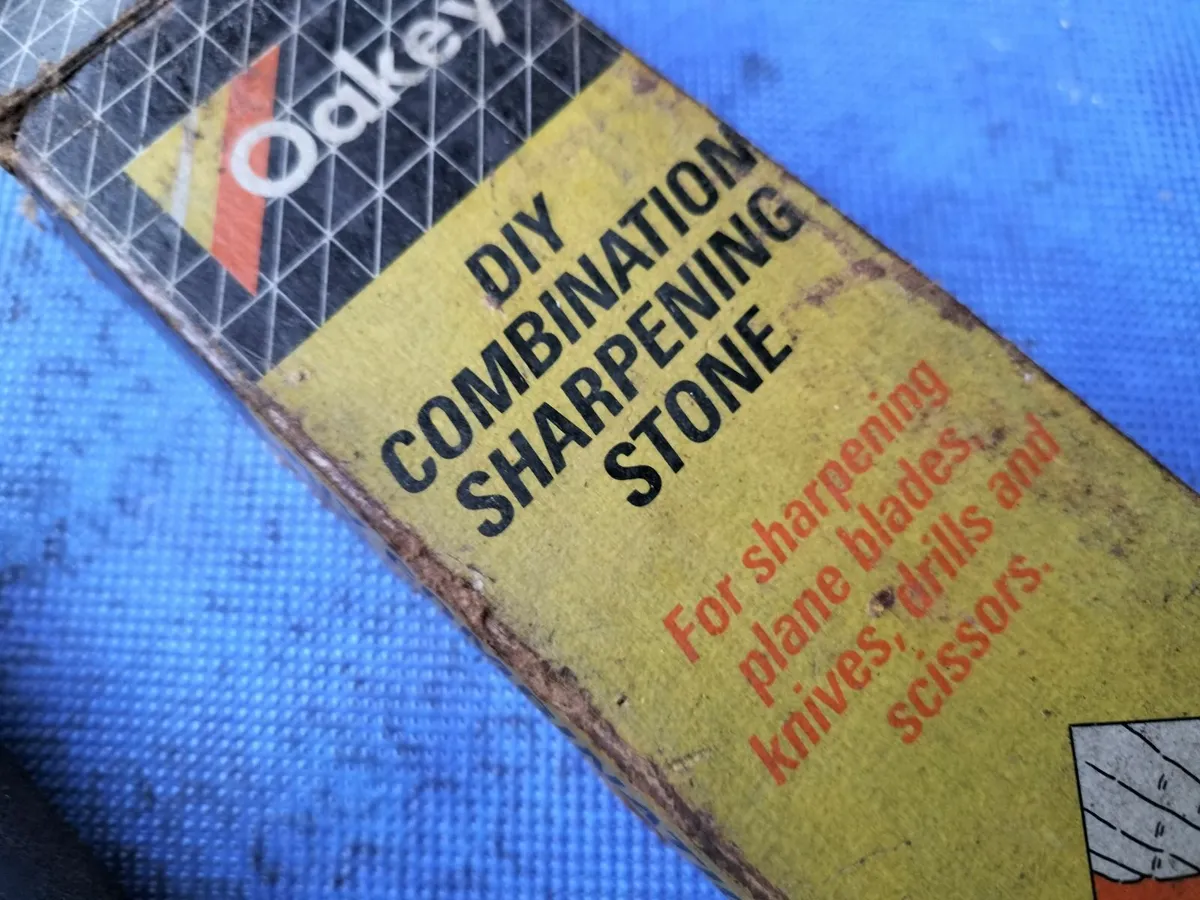 Oakey
DIY
COMBINATION
SHARPENING
STONE
For sharpening
plane blades,
knives, drills and
scissors.